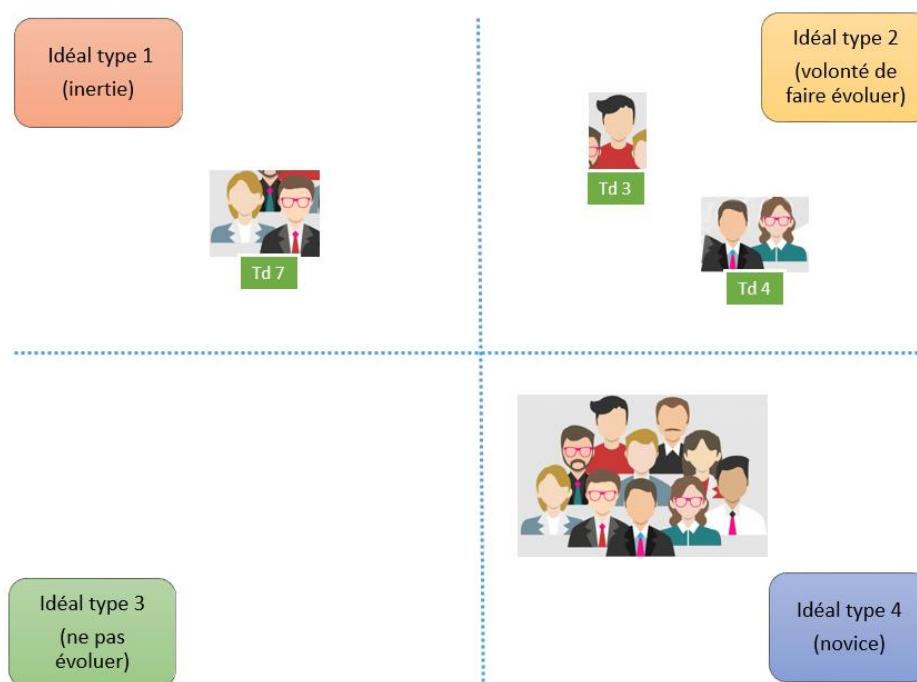 Idéal type 1
(inertie)
Idéal type 2
(volonté de
faire évoluer)
Td 3
Td 7
Td 4
Idéal type 3
(ne pas
évoluer)
Idéal type 4
(novice)